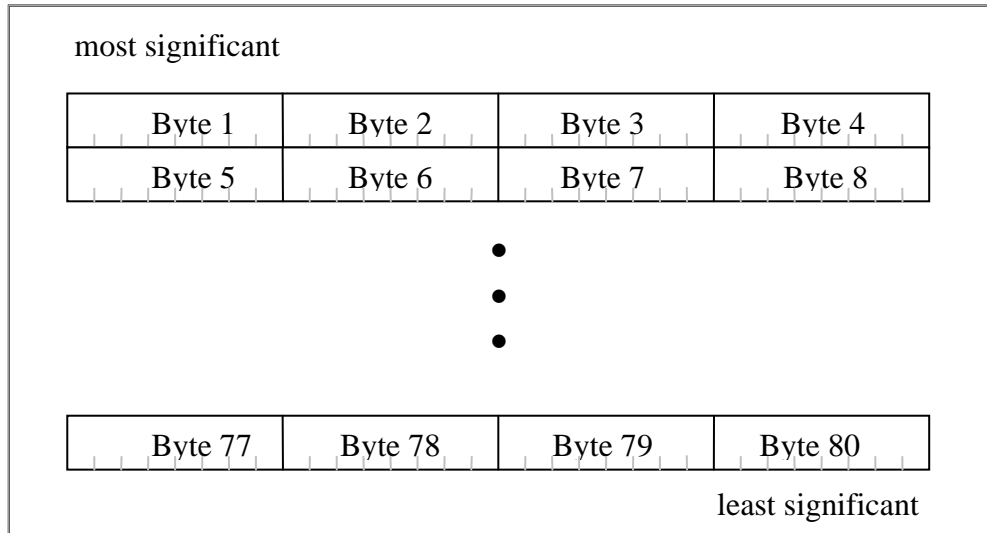 most significant
Byte 1 Byte 2 Byte 3 Byte 4
Byte 5 Byte 6 Byte 7 Byte 8
Byte 77 Byte 78 Byte 79 Byte 80
least significant